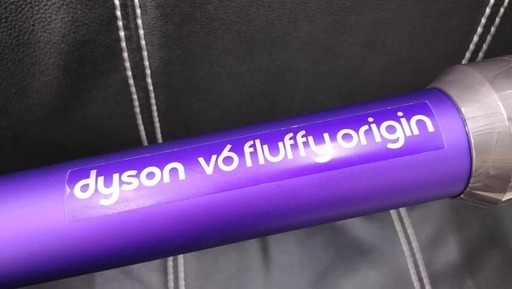 dyson v6 fluffy origin